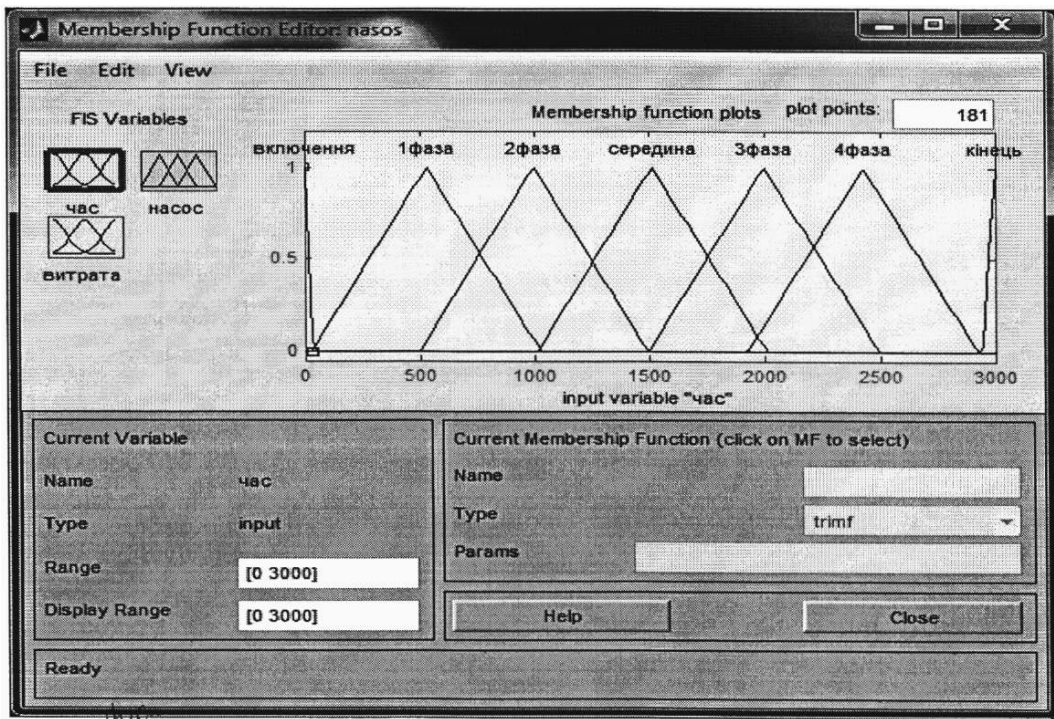 Membership Function Editor: nasos
File Edit View
FIS Variables
час насос
витрата
Membership function plots plot points: 181
включення 1фаза 2фаза середина 3фаза 4фаза кінець
1
0.5
0
0 500 1000 1500 2000 2500 3000
input variable "час"
Current Variable
Name час
Type input
Range [0 3000]
Display Range [0 3000]
Current Membership Function (click on MF to select)
Name
Type trimf
Params
Help Close
Ready